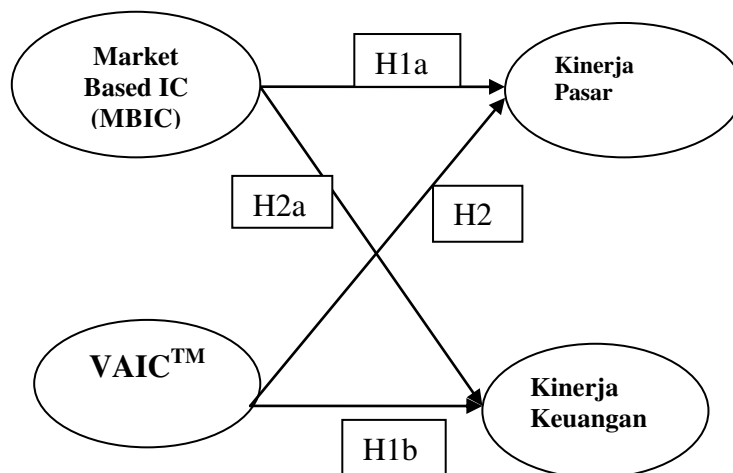 Market
Based IC
(MBIC)
H1a
Kinerja
Pasar
H2a
H2
VAIC™
Kinerja
Keuangan
H1b